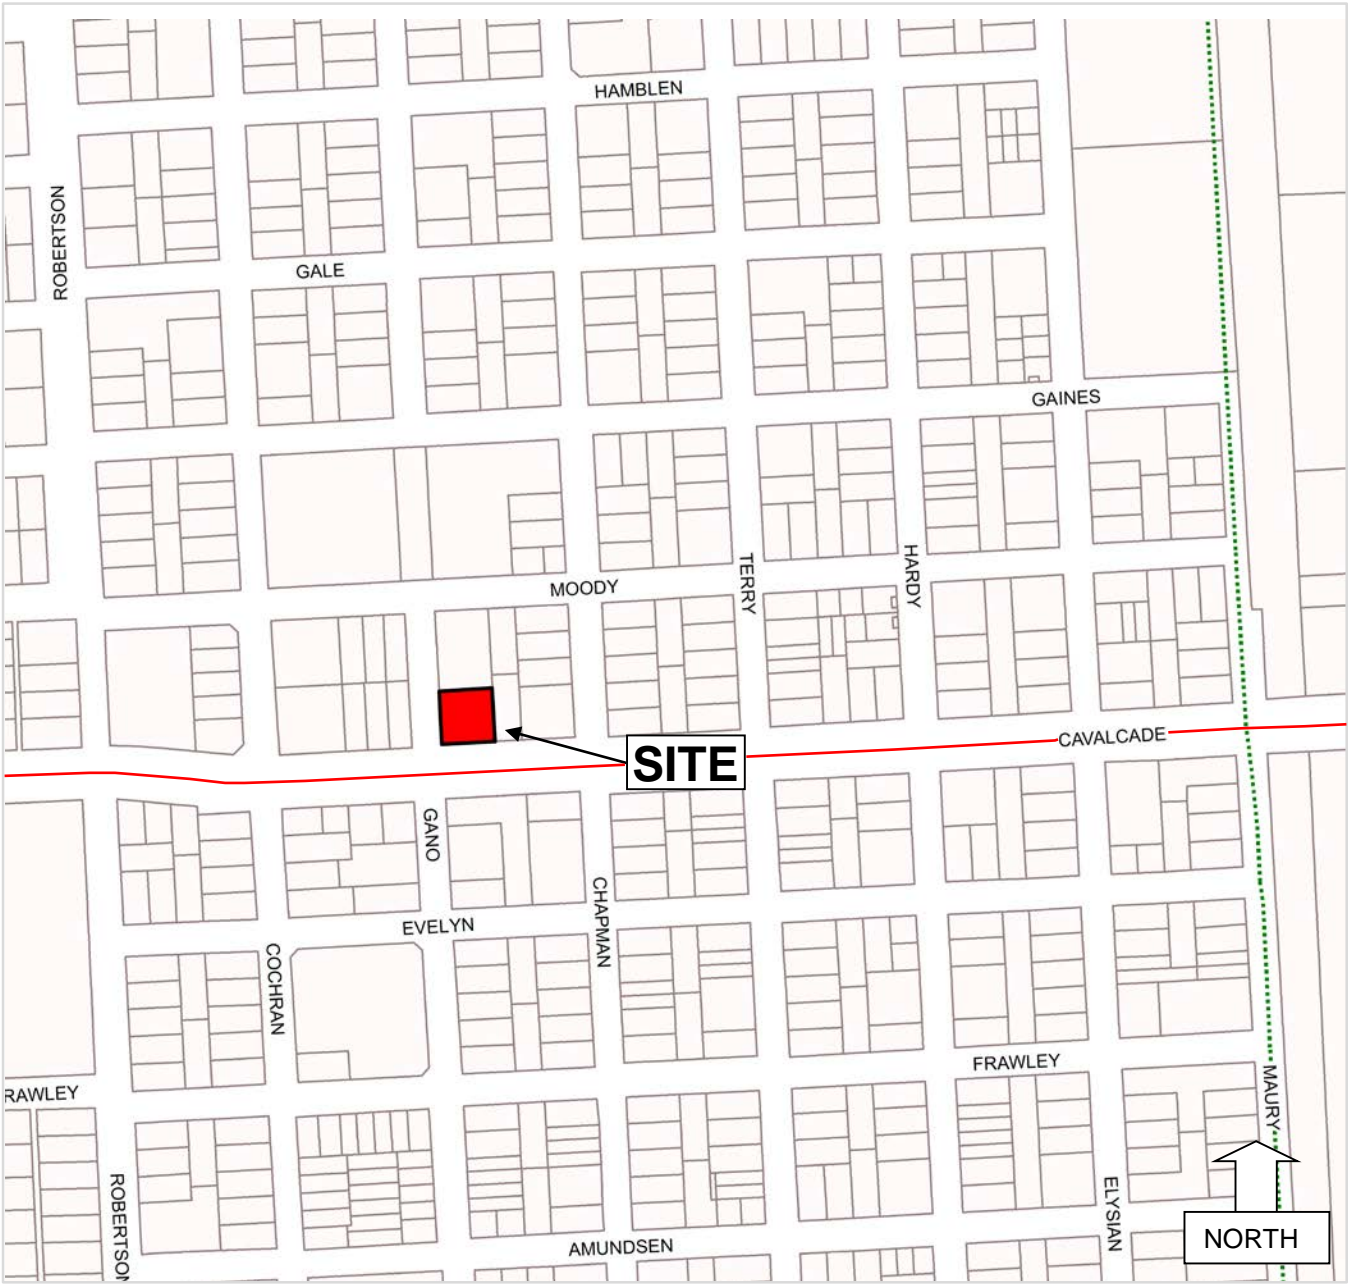 HAMBLEN
ROBERTSON
GALE
GAINES
MOODY
TERRY
HARDY
CAVALCADE
SITE
GANO
CHAPMAN
EVELYN
COCHRAN
FRAWLEY
RAWLEY
MAURY
ROBERTSON
ELYSIAN
NORTH
AMUNDSEN